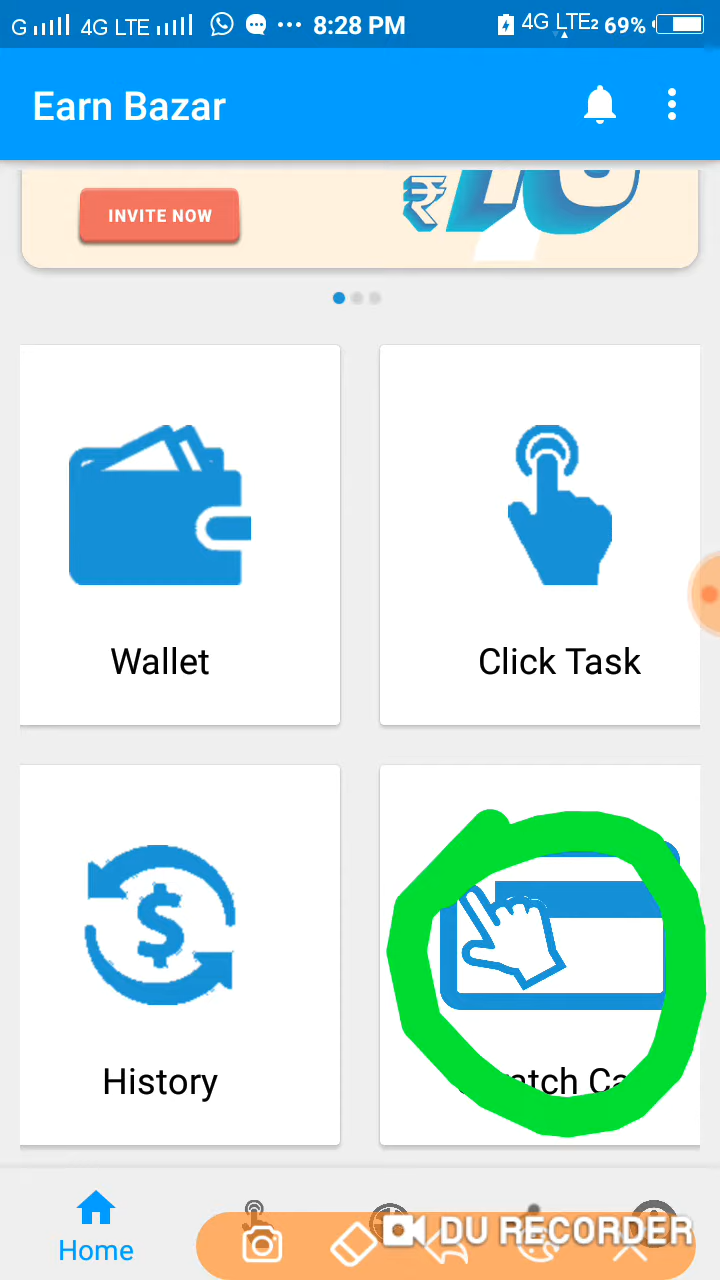 G 4G LTE 8:28 PM 4G LTE2 69%
Earn Bazar
INVITE NOW
₹10
Wallet Click Task
History
Home
DU RECORDER